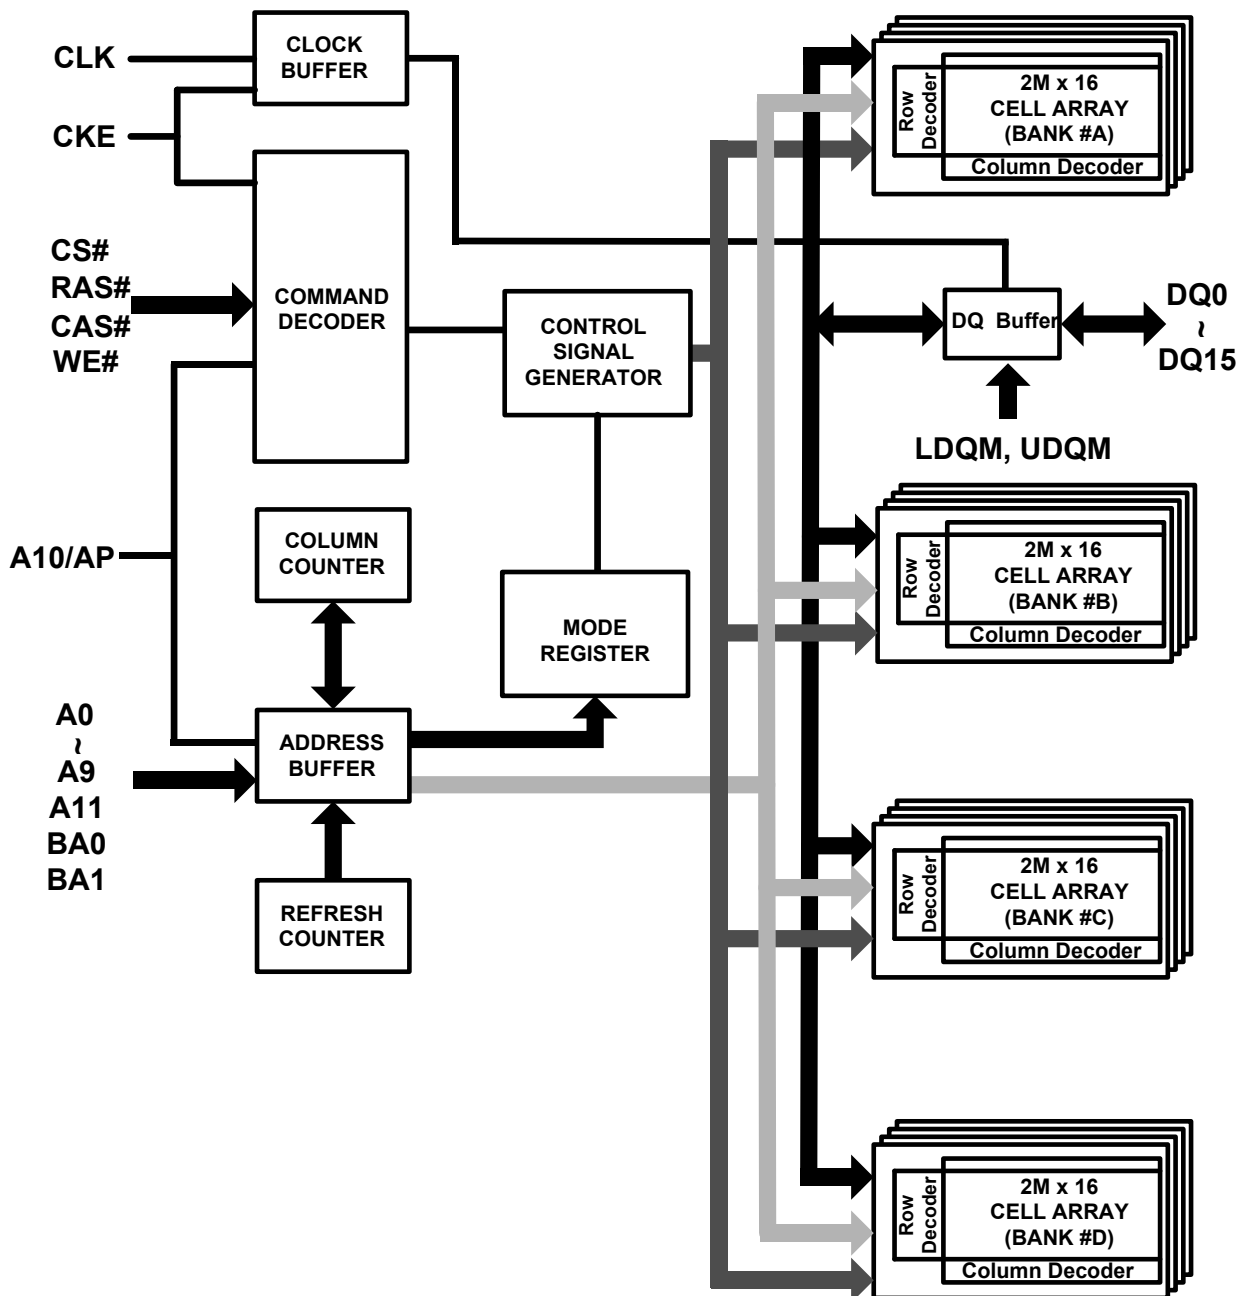 CLK
CKE
CLOCK
BUFFER
CS#
RAS#
CAS#
WE#
COMMAND
DECODER
CONTROL
SIGNAL
GENERATOR
A10/AP
COLUMN
COUNTER
MODE
REGISTER
A0
~
A9
A11
BA0
BA1
ADDRESS
BUFFER
REFRESH
COUNTER
Row
Decoder
2M x 16
CELL ARRAY
(BANK #A)
Column Decoder
DQ Buffer
DQ0
~
DQ15
LDQM, UDQM
Row
Decoder
2M x 16
CELL ARRAY
(BANK #B)
Column Decoder
Row
Decoder
2M x 16
CELL ARRAY
(BANK #C)
Column Decoder
Row
Decoder
2M x 16
CELL ARRAY
(BANK #D)
Column Decoder